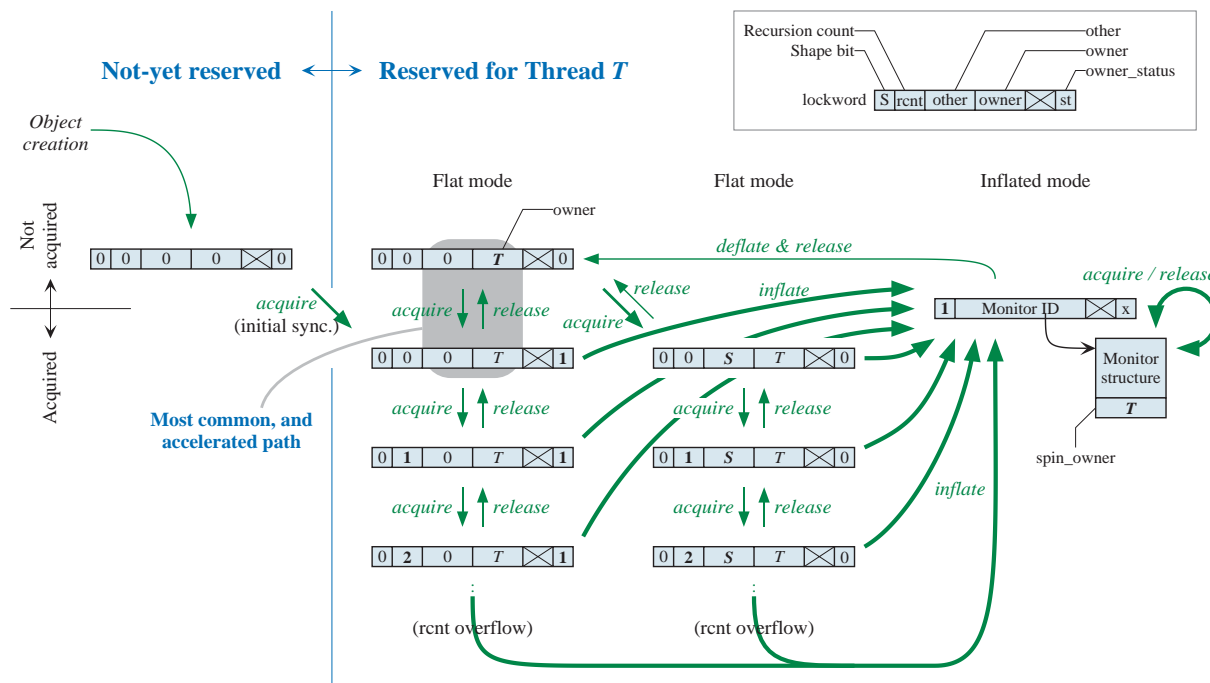 Recursion count
other
Shape bit
owner
owner_status
lockword
S rcnt other owner st
Not-yet reserved
Reserved for Thread T
Object
creation
Flat mode
Flat mode
Inflated mode
owner
Not
acquired
Acquired
0 0 0 0 0
0 0 0 T 0
deflate & release
acquire / release
acquire
(initial sync.)
acquire
release
release
acquire
inflate
1 Monitor ID x
0 0 0 T 1
0 0 S T 0
Monitor
structure
T
spin_owner
Most common, and
accelerated path
acquire
release
acquire
release
0 1 0 T 1
0 1 S T 0
inflate
acquire
release
acquire
release
0 2 0 T 1
0 2 S T 0
(rcnt overflow)
(rcnt overflow)